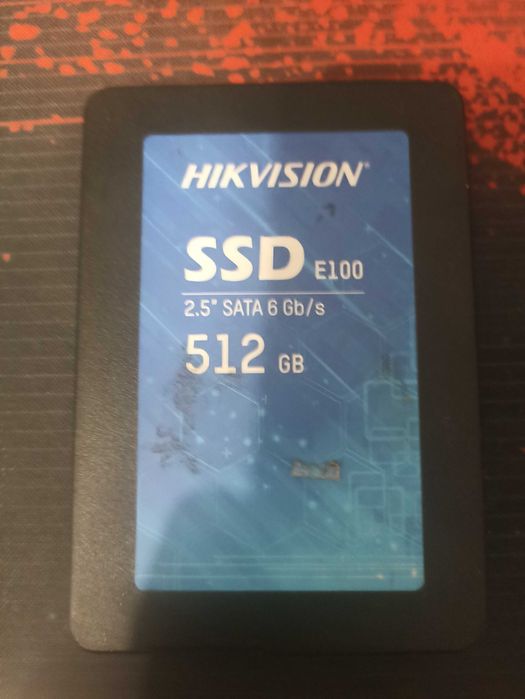 HIKVISION
SSD E100
2.5" SATA 6 Gb/s
512 GB